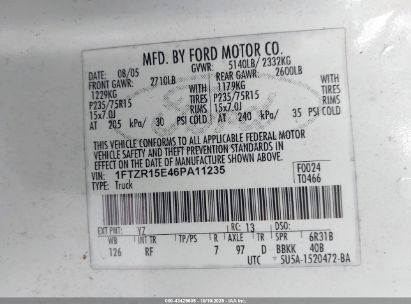 MFD. BY FORD MOTOR CO.
DATE: 08/05 GVWR: 5140LB/ 2332KG
FRONT GAWR: 2710LB REAR GAWR: 2600LB
1229KG WITH 1179KG WITH
P235/75R15 TIRES P235/75R15 TIRES
15x7.0J RIMS 15x7.0J RIMS
AT 205 kPa/ 30 PSI COLD AT 240 kPa/ 35 PSI COLD
THIS VEHICLE CONFORMS TO ALL APPLICABLE FEDERAL MOTOR
VEHICLE SAFETY AND THEFT PREVENTION STANDARDS IN
EFFECT ON THE DATE OF MANUFACTURE SHOWN ABOVE.
VIN: 1FTZR15E46PA11235 F0024
TYPE: Truck T0466
EXT PNT: YZ RC: 13 DSO:
WB INT TR TP/PS R AXLE TR SPR 6R31B
126 RF 7 97 D BBKK 40B
UTC 5U5A-1520472-BA